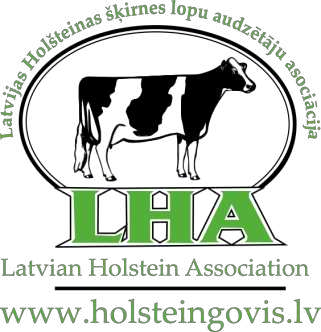 Latvijas Holšteinas šķirnes lopu audzētāju asociācija
LHA
Latvian Holstein Association
www.holsteingovis.lv